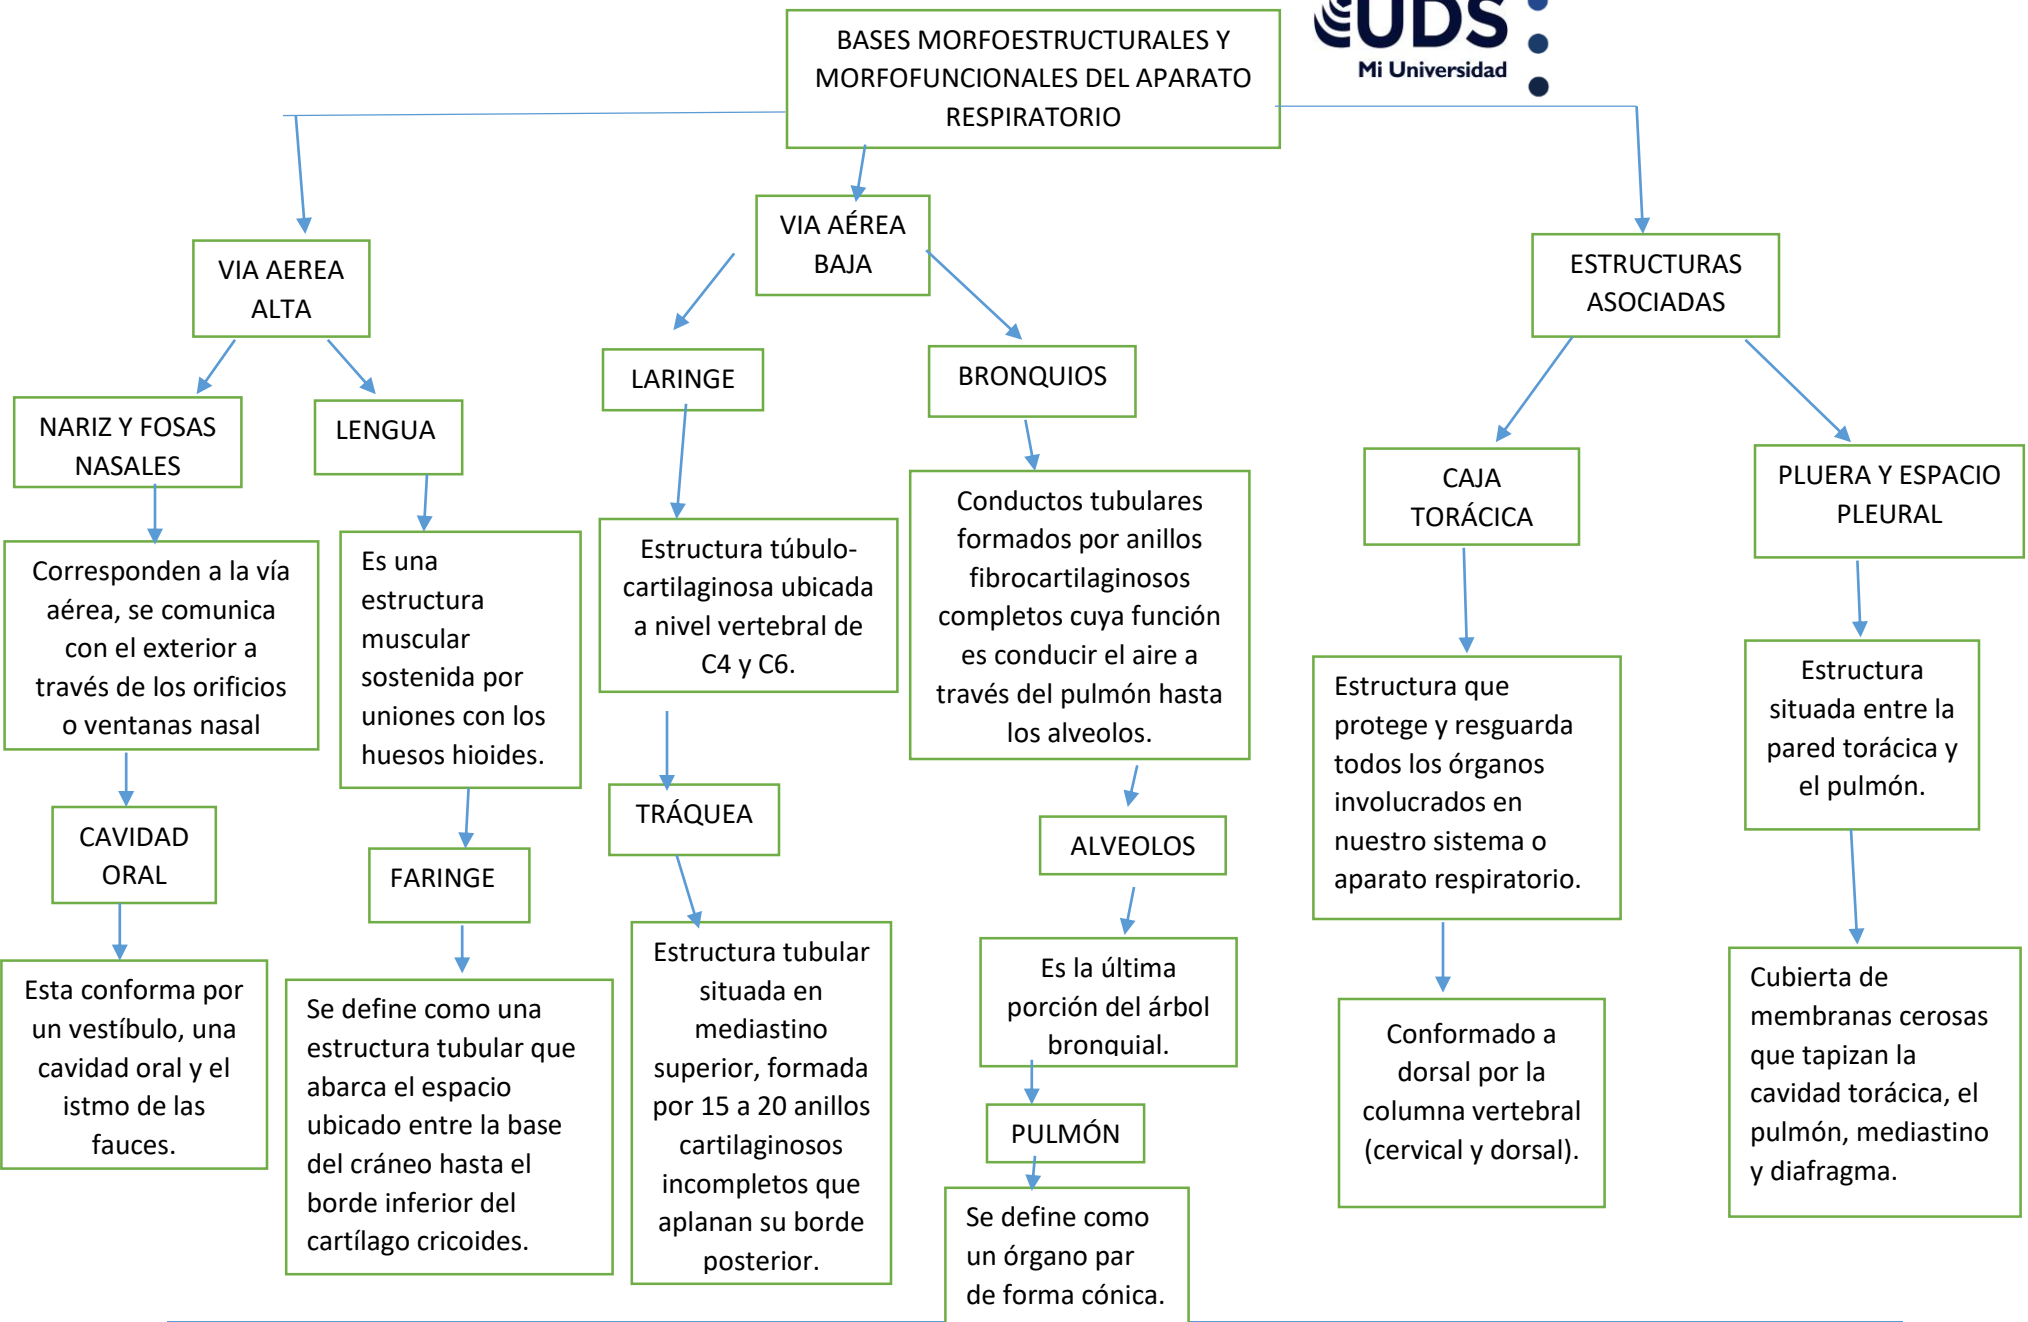 BASES MORFOESTRUCTURALES Y
MORFOFUNCIONALES DEL APARATO
RESPIRATORIO
UDS
Mi Universidad
VIA AEREA
ALTA
NARIZ Y FOSAS
NASALES
Corresponden a la vía
aérea, se comunica
con el exterior a
través de los orificios
o ventanas nasal
CAVIDAD
ORAL
Esta conforma por
un vestíbulo, una
cavidad oral y el
istmo de las
fauces.
LENGUA
Es una
estructura
muscular
sostenida por
uniones con los
huesos hioides.
FARINGE
Se define como una
estructura tubular que
abarca el espacio
ubicado entre la base
del cráneo hasta el
borde inferior del
cartílago cricoides.
VIA AÉREA
BAJA
LARINGE
Estructura túbulo-
cartilaginosa ubicada
a nivel vertebral de
C4 y C6.
TRÁQUEA
Estructura tubular
situada en
mediastino
superior, formada
por 15 a 20 anillos
cartilaginosos
incompletos que
aplanan su borde
posterior.
BRONQUIOS
Conductos tubulares
formados por anillos
fibrocartilaginosos
completos cuya función
es conducir el aire a
través del pulmón hasta
los alveolos.
ALVEOLOS
Es la última
porción del árbol
bronquial.
PULMÓN
Se define como
un órgano par
de forma cónica.
ESTRUCTURAS
ASOCIADAS
CAJA
TORÁCICA
Estructura que
protege y resguarda
todos los órganos
involucrados en
nuestro sistema o
aparato respiratorio.
Conformado a
dorsal por la
columna vertebral
(cervical y dorsal).
PLUERA Y ESPACIO
PLEURAL
Estructura
situada entre la
pared torácica y
el pulmón.
Cubierta de
membranas cerosas
que tapizan la
cavidad torácica, el
pulmón, mediastino
y diafragma.